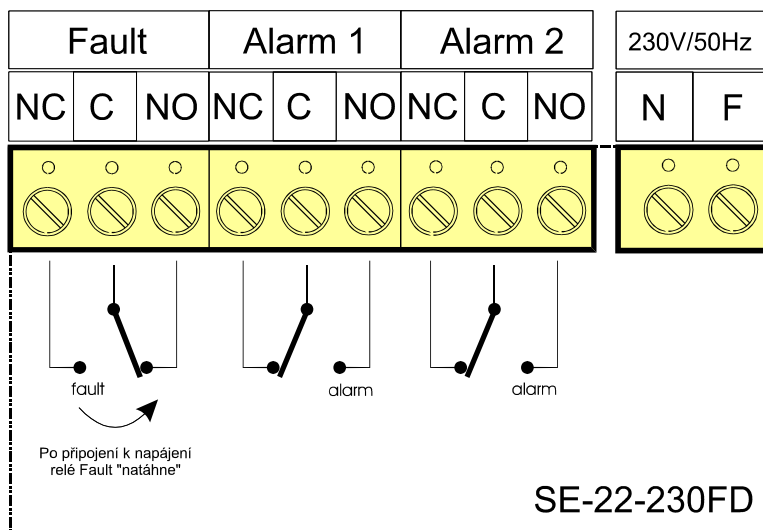 Fault Alarm 1 Alarm 2 230V/50Hz
NC C NO NC C NO NC C NO N F
fault alarm alarm
Po připojení k napájení
relé Fault "natáhne"
SE-22-230FD